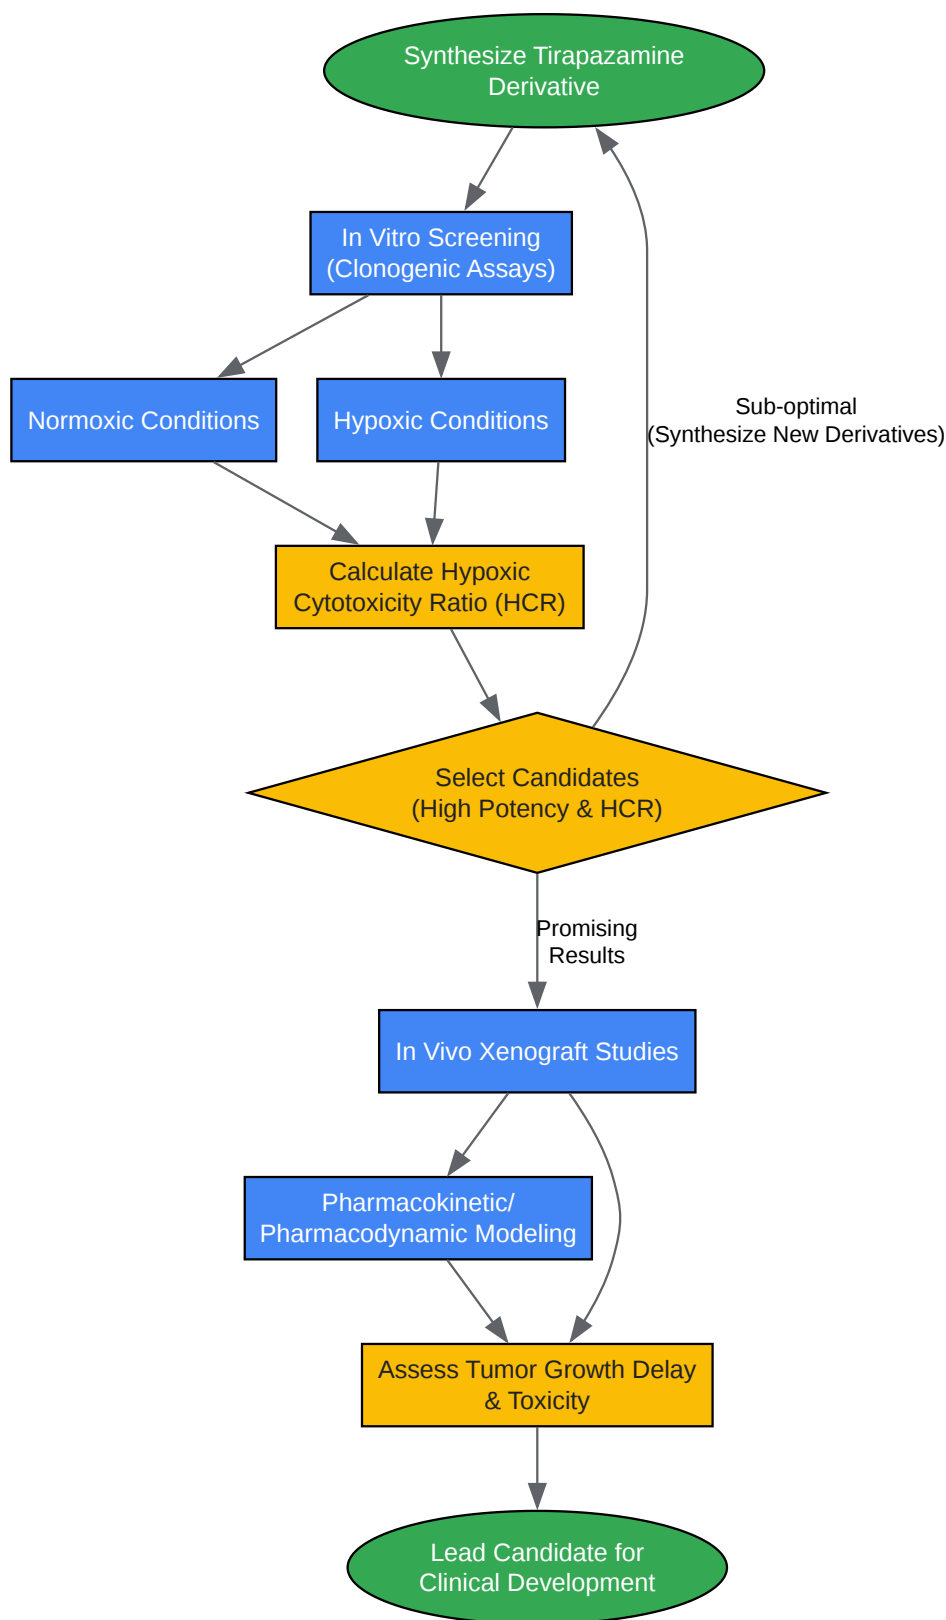 Synthesize Tirapazamine
Derivative
In Vitro Screening
(Clonogenic Assays)
Normoxic Conditions
Hypoxic Conditions
Sub-optimal
(Synthesize New Derivatives)
Calculate Hypoxic
Cytotoxicity Ratio (HCR)
Select Candidates
(High Potency & HCR)
Promising
Results
In Vivo Xenograft Studies
Pharmacokinetic/
Pharmacodynamic Modeling
Assess Tumor Growth Delay
& Toxicity
Lead Candidate for
Clinical Development